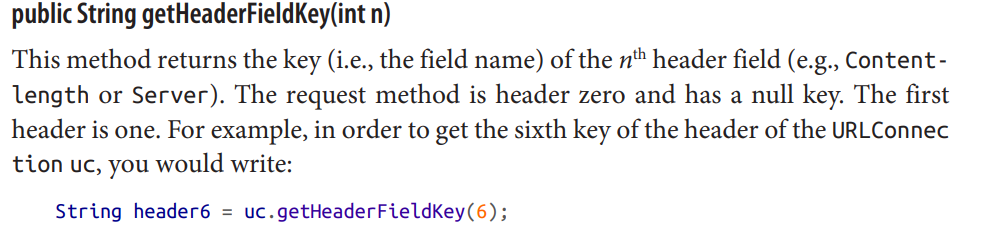 public String getHeaderFieldKey(int n)
This method returns the key (i.e., the field name) of the nth header field (e.g., Content-
length or Server). The request method is header zero and has a null key. The first
header is one. For example, in order to get the sixth key of the header of the URLConnec
tion uc, you would write:
String header6 = uc.getHeaderFieldKey(6);